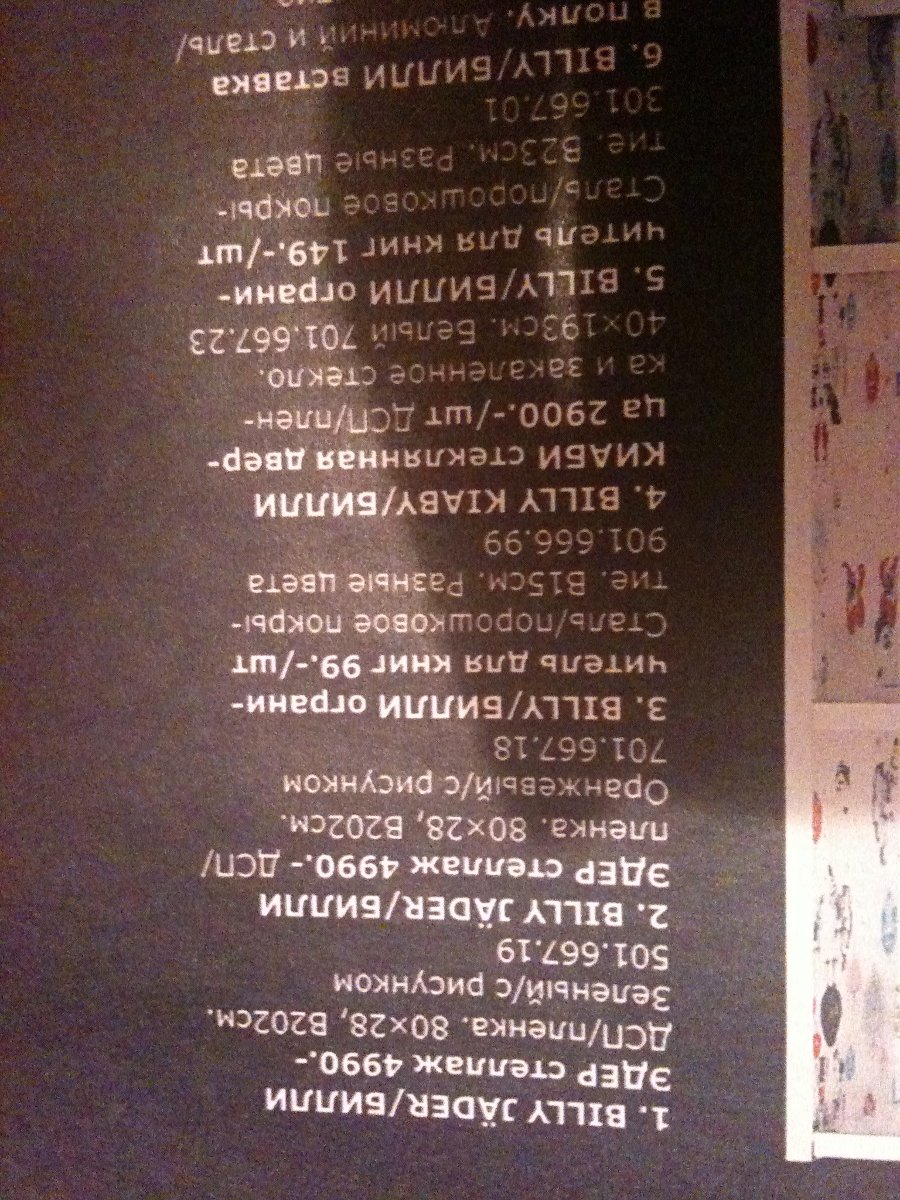 1. BILLY JÄDER/БИЛЛИ
ЭДЕР стеллаж 4990.-
ДСП/пленка. 80×28, В202см.
Зеленый/с рисунком
501.667.19
2. BILLY JÄDER/БИЛЛИ
ЭДЕР стеллаж 4990.- ДСП/
пленка. 80×28, В202см.
Оранжевый/с рисунком
701.667.18
3. BILLY/БИЛЛИ ограни-
читель для книг 99.-/шт
Сталь/порошковое покры-
тие. В15см. Разные цвета
901.666.99
4. BILLY KIABY/БИЛЛИ
КИАБИ стеклянная двер-
ца 2900.-/шт ДСП/плен-
ка и закаленное стекло.
40×193см. Белый 701.667.23
5. BILLY/БИЛЛИ ограни-
читель для книг 149.-/шт
Сталь/порошковое покры-
тие. В23см. Разные цвета
301.667.01
6. BILLY/БИЛЛИ вставка
в полку. Алюминий и сталь/